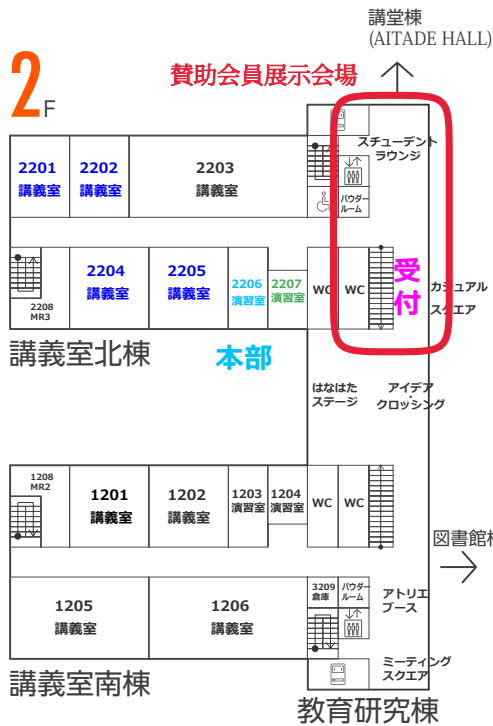 講堂棟
(AITADE HALL)
賛助会員展示会場
2F
スチューデント
ラウンジ
2201
講義室
2202
講義室
2203
講義室
パウダー
ルーム
2204
講義室
2205
講義室
2206
演習室
2207
演習室
WC
WC
受付
カジュアル
スクエア
2208
MR3
講義室北棟
本部
はなはた
ステージ
アイデア
・
クロッシング
1208
MR2
1201
講義室
1202
講義室
1203
演習室
1204
演習室
WC
WC
図書館棟
1205
講義室
1206
講義室
3209
倉庫
パウダー
ルーム
アトリエ
ブース
ミーティング
スクエア
講義室南棟
教育研究棟